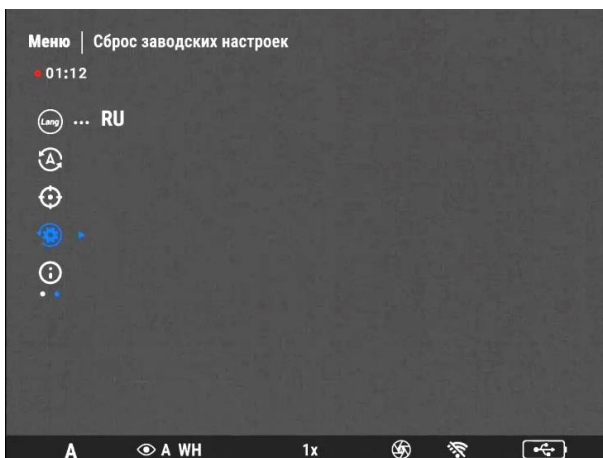 Меню | Сброс заводских настроек
01:12
Lang ... RU
A
A A WH 1x